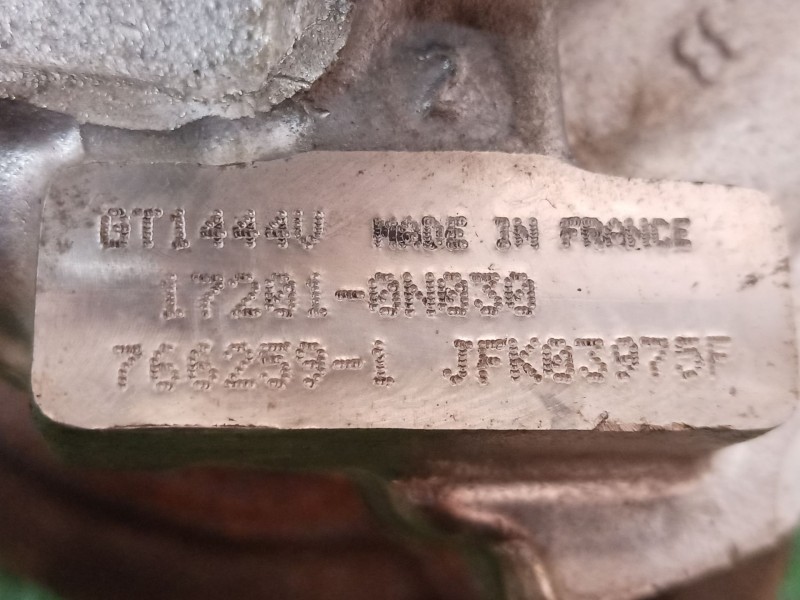 GT1444V MADE IN FRANCE
17201-0N030
766259-1 JFK03975F